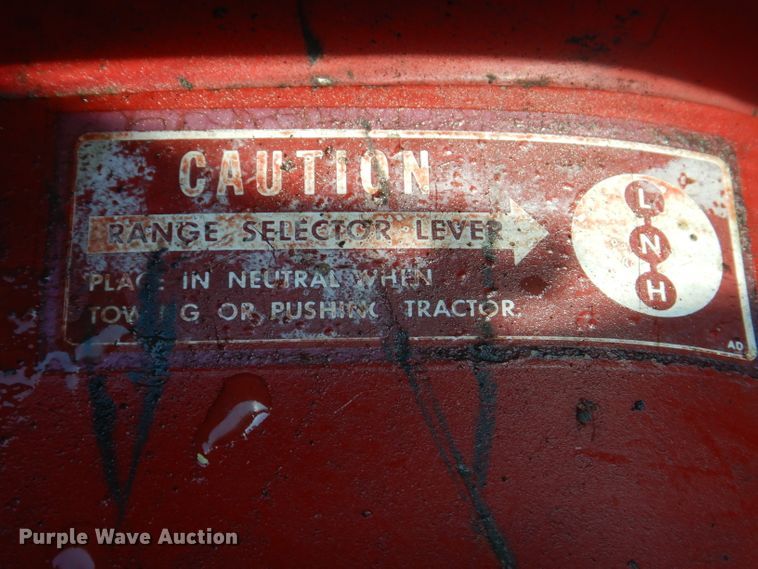 CAUTION
RANGE SELECTOR LEVER
PLACE IN NEUTRAL WHEN
TOWING OR PUSHING TRACTOR.
L
N
H
AD
Purple Wave Auction